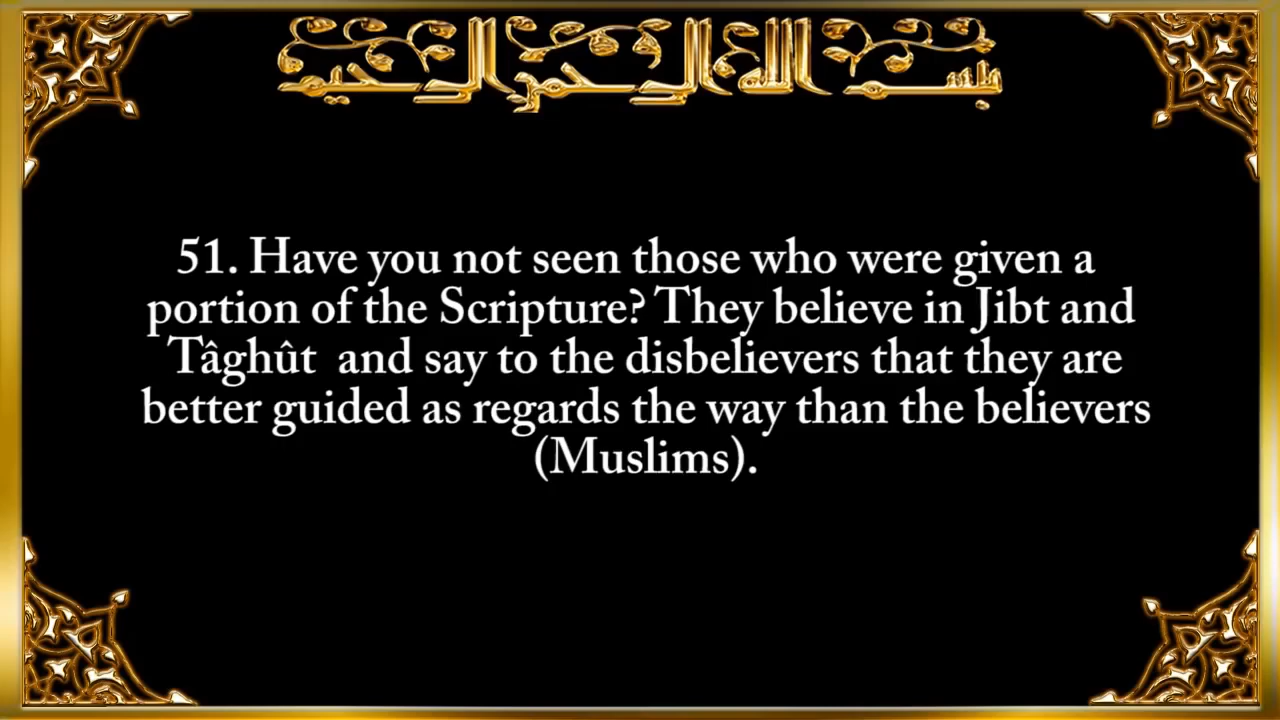 بسم الله الرحمن الرحيم
51. Have you not seen those who were given a
portion of the Scripture? They believe in Jibt and
Tâghût  and say to the disbelievers that they are
better guided as regards the way than the believers
(Muslims).